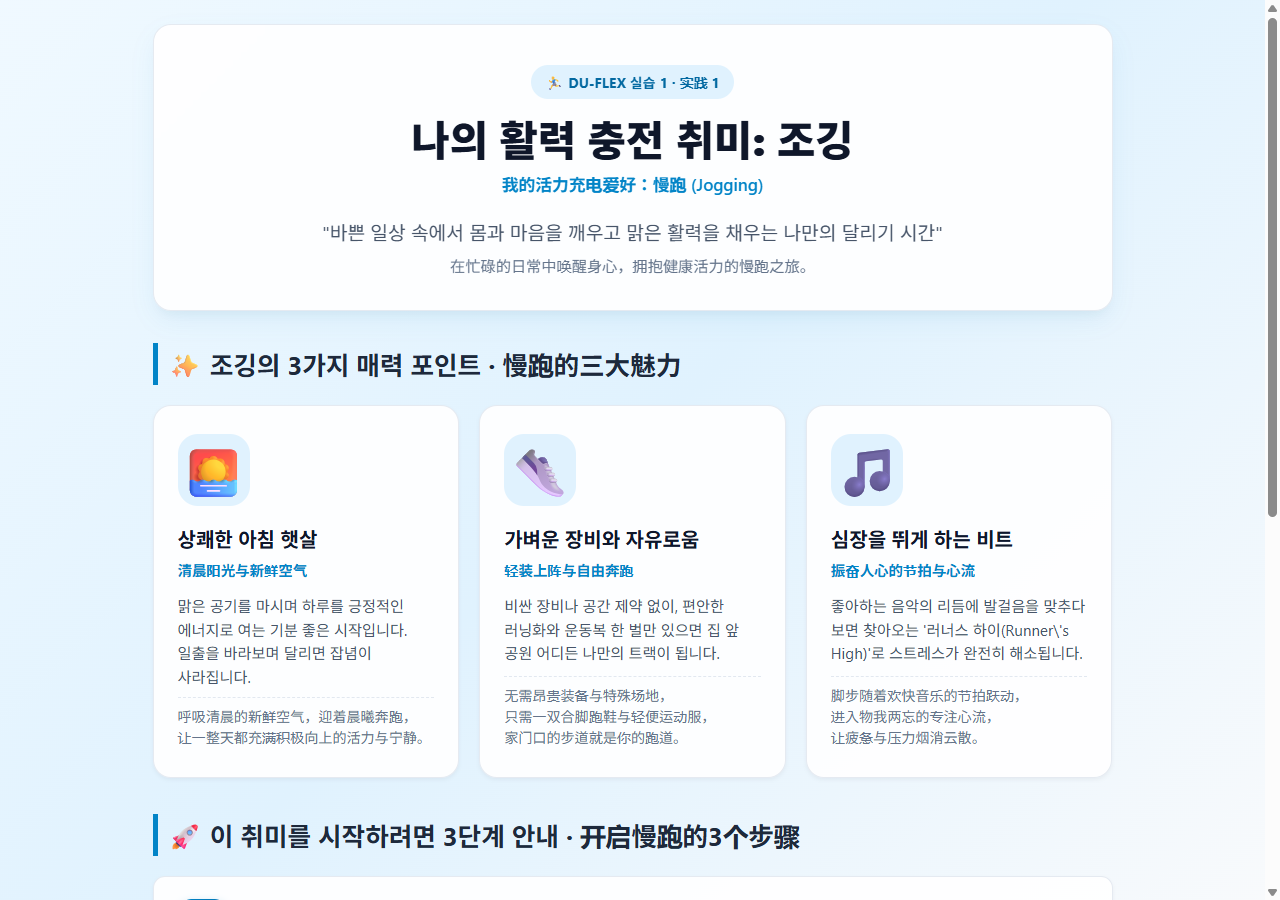 DU-FLEX 실습 1 · 实践 1
나의 활력 충전 취미: 조깅
我的活力充电爱好：慢跑 (Jogging)
"바쁜 일상 속에서 몸과 마음을 깨우고 맑은 활력을 채우는 나만의 달리기 시간"
在忙碌的日常中唤醒身心，拥抱健康活力的慢跑之旅。
조깅의 3가지 매력 포인트 · 慢跑的三大魅力
상쾌한 아침 햇살
清晨阳光与新鲜空气
맑은 공기를 마시며 하루를 긍정적인
에너지로 여는 기분 좋은 시작입니다.
일출을 바라보며 달리면 잡념이
사라집니다.
呼吸清晨的新鲜空气，迎着晨曦奔跑，
让一整天都充满积极向上的活力与宁静。
가벼운 장비와 자유로움
轻装上阵与自由奔跑
비싼 장비나 공간 제약 없이, 편안한
러닝화와 운동복 한 벌만 있으면 집 앞
공원 어디든 나만의 트랙이 됩니다.
无需昂贵装备与特殊场地，
只需一双合脚跑鞋与轻便运动服，
家门口的步道就是你的跑道。
심장을 뛰게 하는 비트
振奋人心的节拍与心流
좋아하는 음악의 리듬에 발걸음을 맞추다
보면 찾아오는 '러너스 하이(Runner\'s
High)'로 스트레스가 완전히 해소됩니다.
脚步随着欢快音乐的节拍跃动，
进入物我两忘的专注心流，
让疲惫与压力烟消云散。
이 취미를 시작하려면 3단계 안내 · 开启慢跑的3个步骤